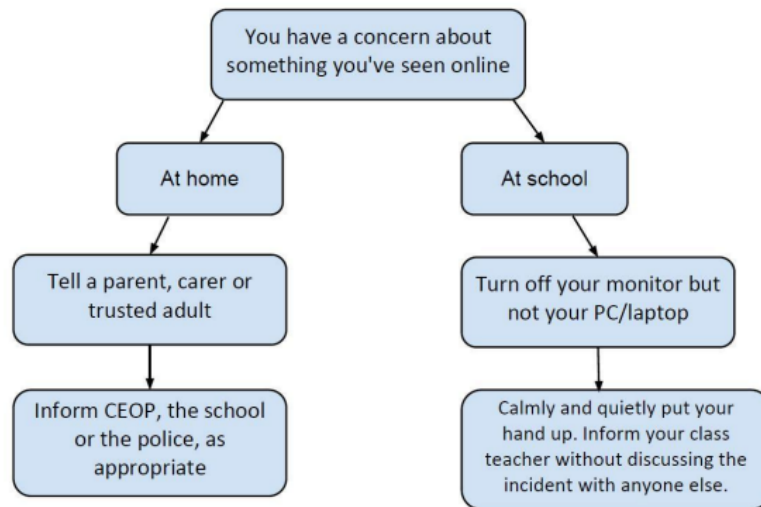 You have a concern about
something you've seen online
At home
At school
Tell a parent, carer or
trusted adult
Turn off your monitor but
not your PC/laptop
Inform CEOP, the school
or the police, as
appropriate
Calmly and quietly put your
hand up. Inform your class
teacher without discussing the
incident with anyone else.